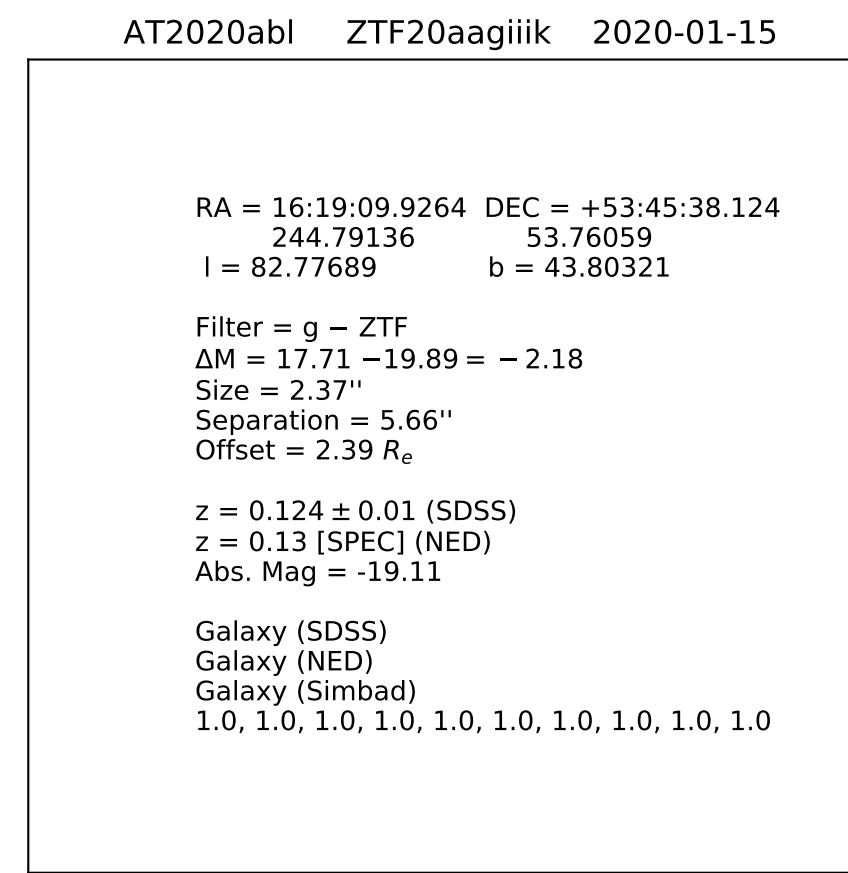 AT2020abl ZTF20aagiiik 2020-01-15
RA = 16:19:09.9264 DEC = +53:45:38.124
244.79136 53.76059
l = 82.77689 b = 43.80321
Filter = g − ZTF
ΔM = 17.71 −19.89 = − 2.18
Size = 2.37''
Separation = 5.66''
Offset = 2.39 Rₑ
z = 0.124 ± 0.01 (SDSS)
z = 0.13 [SPEC] (NED)
Abs. Mag = -19.11
Galaxy (SDSS)
Galaxy (NED)
Galaxy (Simbad)
1.0, 1.0, 1.0, 1.0, 1.0, 1.0, 1.0, 1.0, 1.0, 1.0